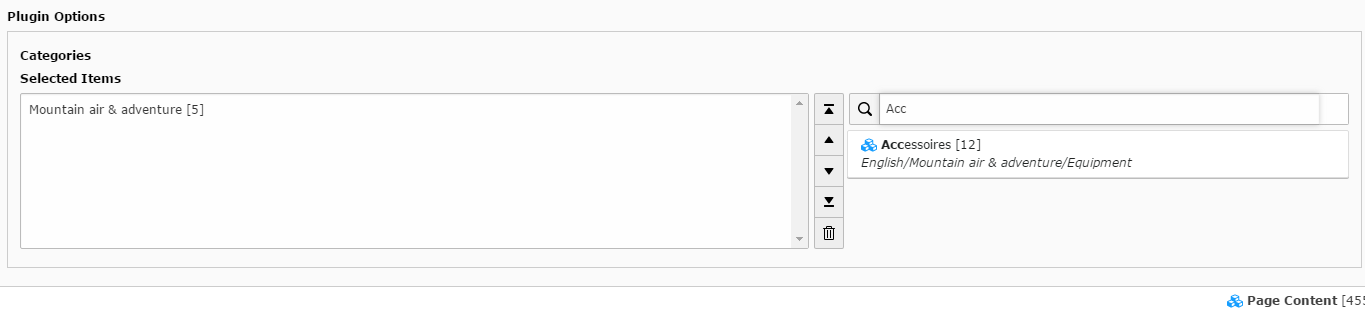 Plugin Options
Categories
Selected Items
Mountain air & adventure [5]
Acc
Accessoires [12]
English/Mountain air & adventure/Equipment
Page Content [455